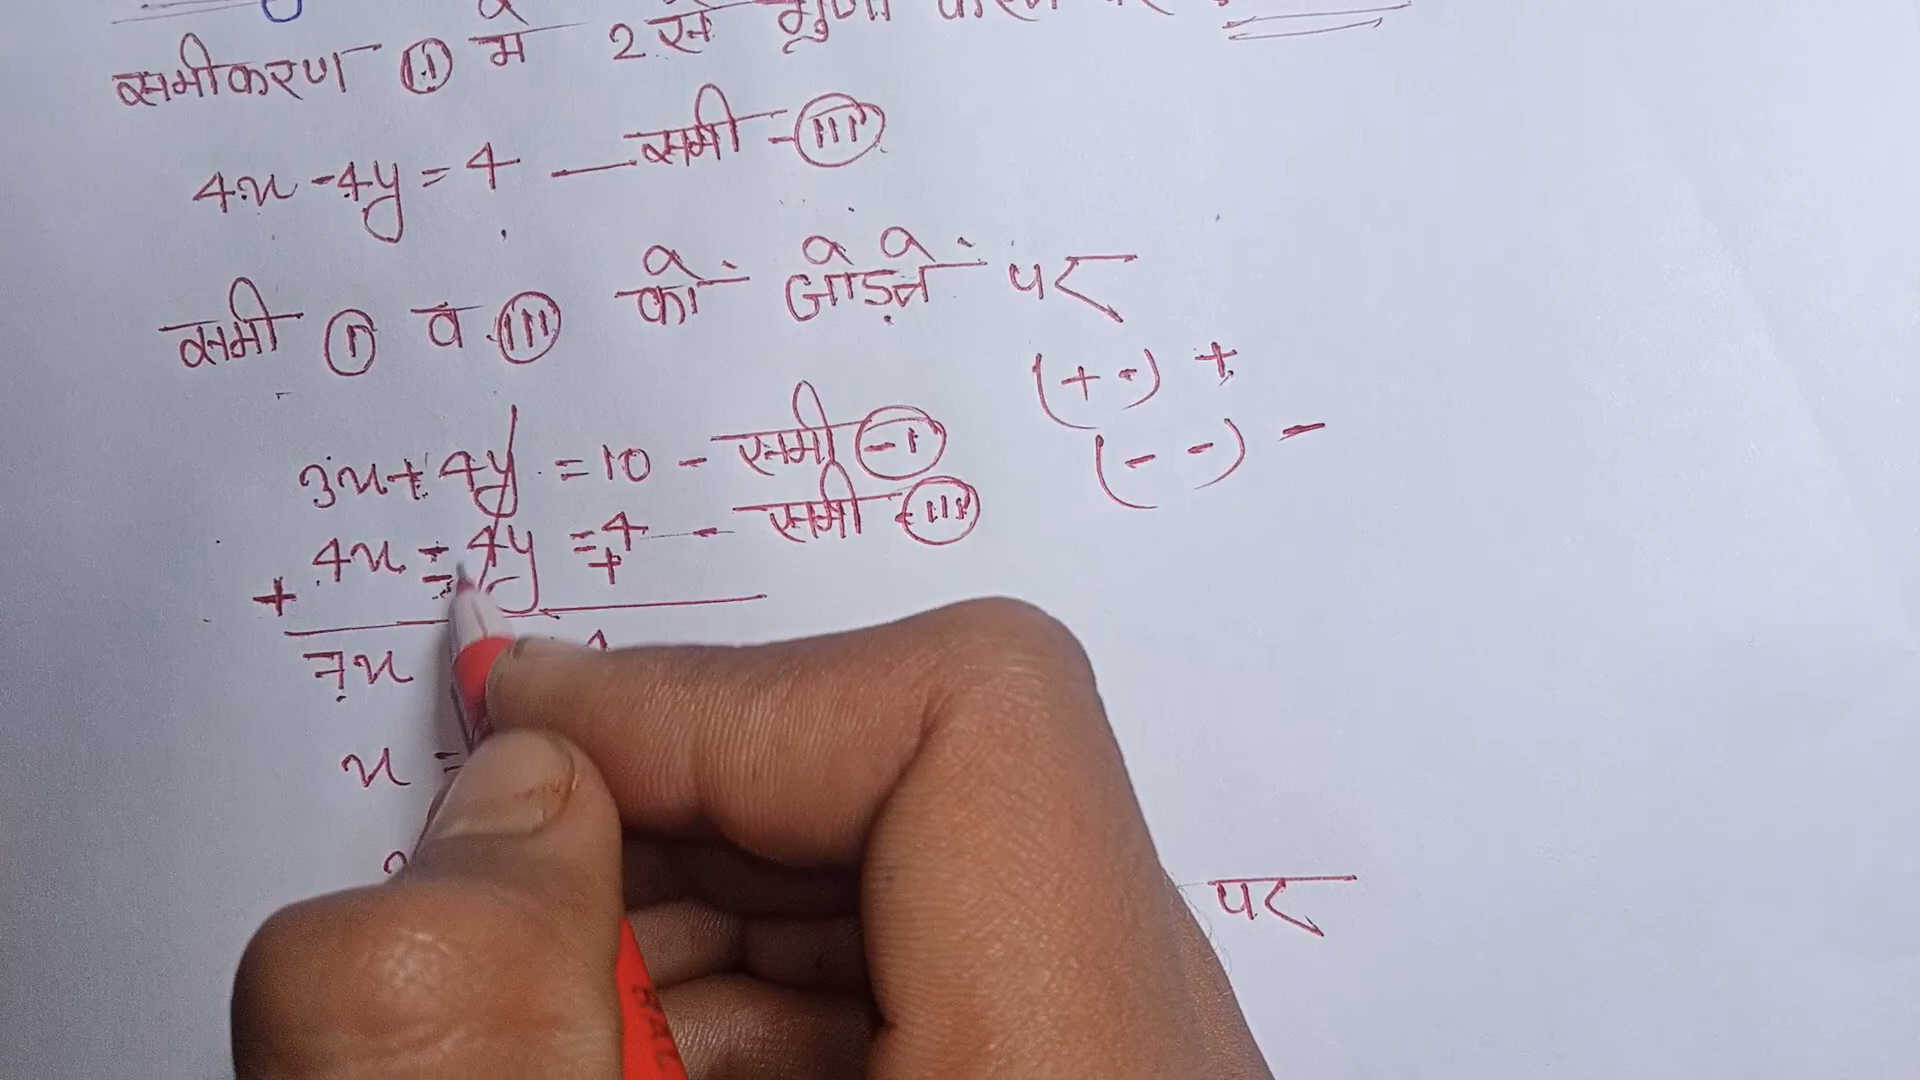 समीकरण (ii) में 2 से गुणा करने पर
4x - 4y = 4 — समी - (iii)
समी (i) व (iii) को जोड़ने पर
(+ -) +
(- -) -
3x + 4y = 10 - समी (-i)
4x - 4y = 4 - समी - (iii)
+ - +
7x
x =
पर
BAL